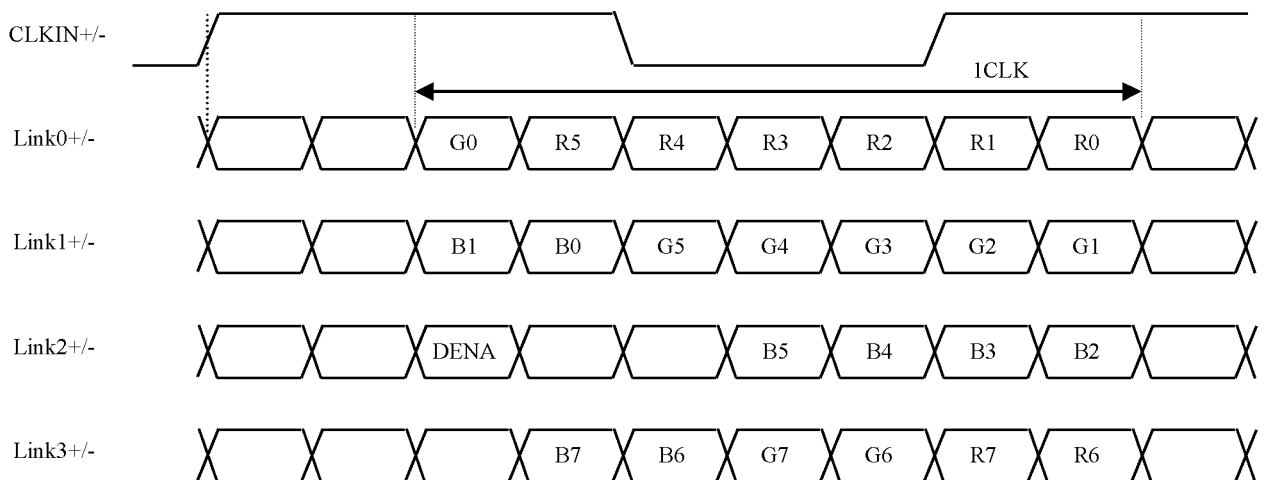 CLKIN+/-
1CLK
Link0+/- G0 R5 R4 R3 R2 R1 R0
Link1+/- B1 B0 G5 G4 G3 G2 G1
Link2+/- DENA B5 B4 B3 B2
Link3+/- B7 B6 G7 G6 R7 R6